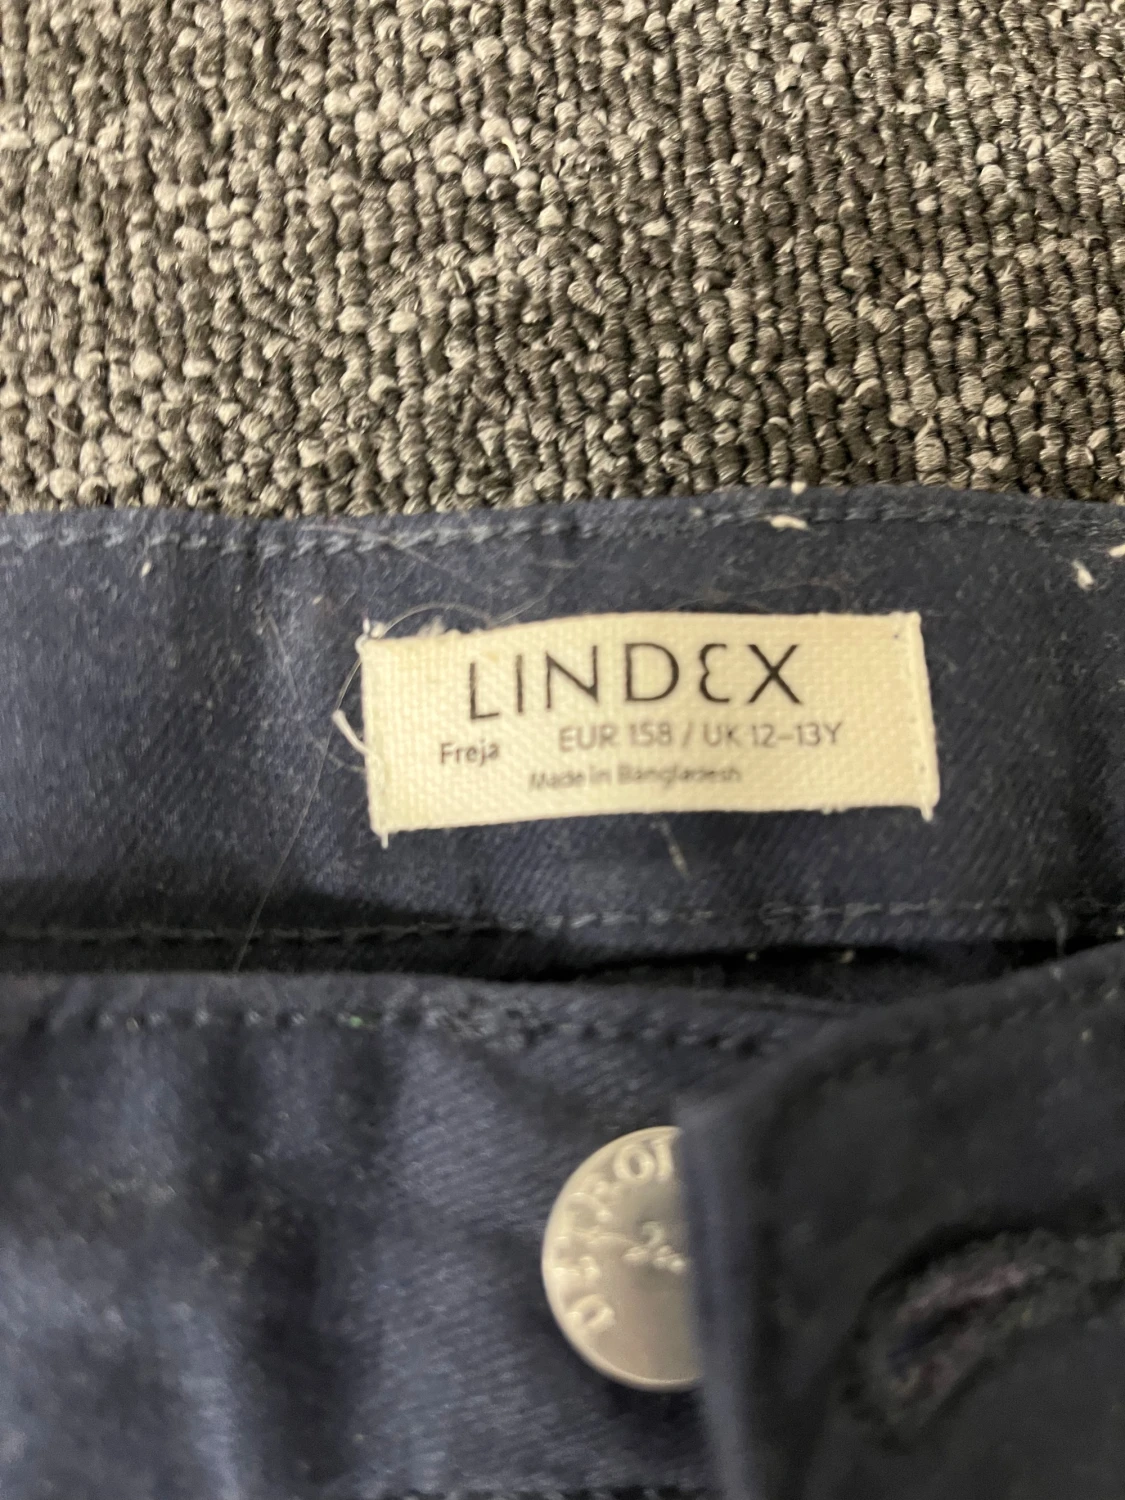 LINDEX
Freja EUR 158 / UK 12-13Y
Made in Bangladesh